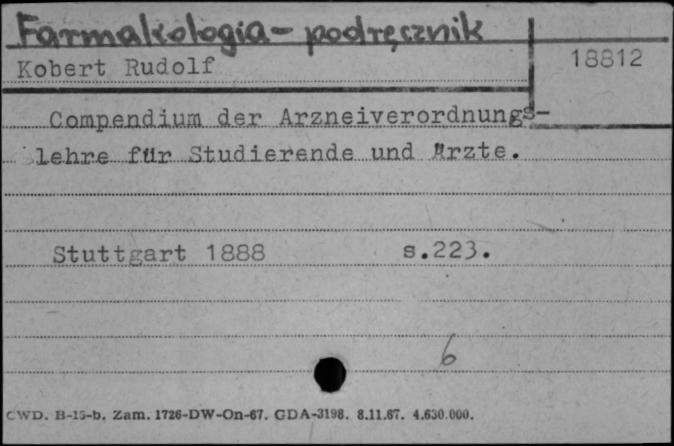 Farmakologia - podręcznik
Kobert Rudolf
18812
Compendium der Arzneiverordnungs-
lehre für Studierende und Ärzte.
Stuttgart 1888 s.223.
6
CWD. B-15-b. Zam. 1726-DW-On-67. GDA-3198. 8.11.67. 4.630.000.